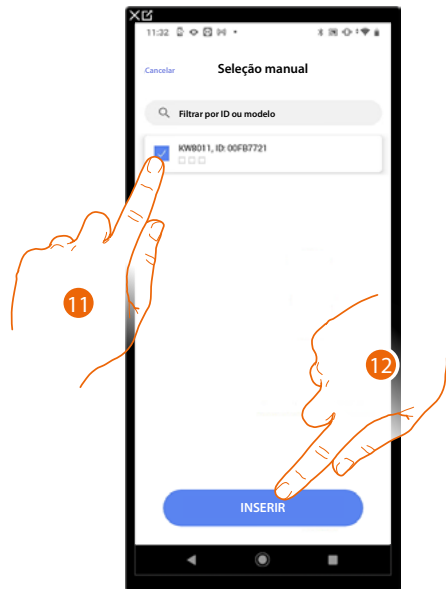 11:32
Cancelar
Seleção manual
Filtrar por ID ou modelo
KW8011, ID: 00FB7721
11
12
INSERIR